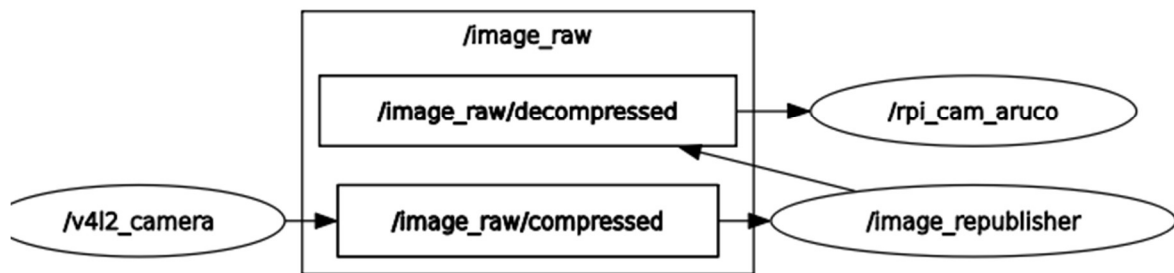 /image_raw
/image_raw/decompressed
/rpi_cam_aruco
/v4l2_camera
/image_raw/compressed
/image_republisher